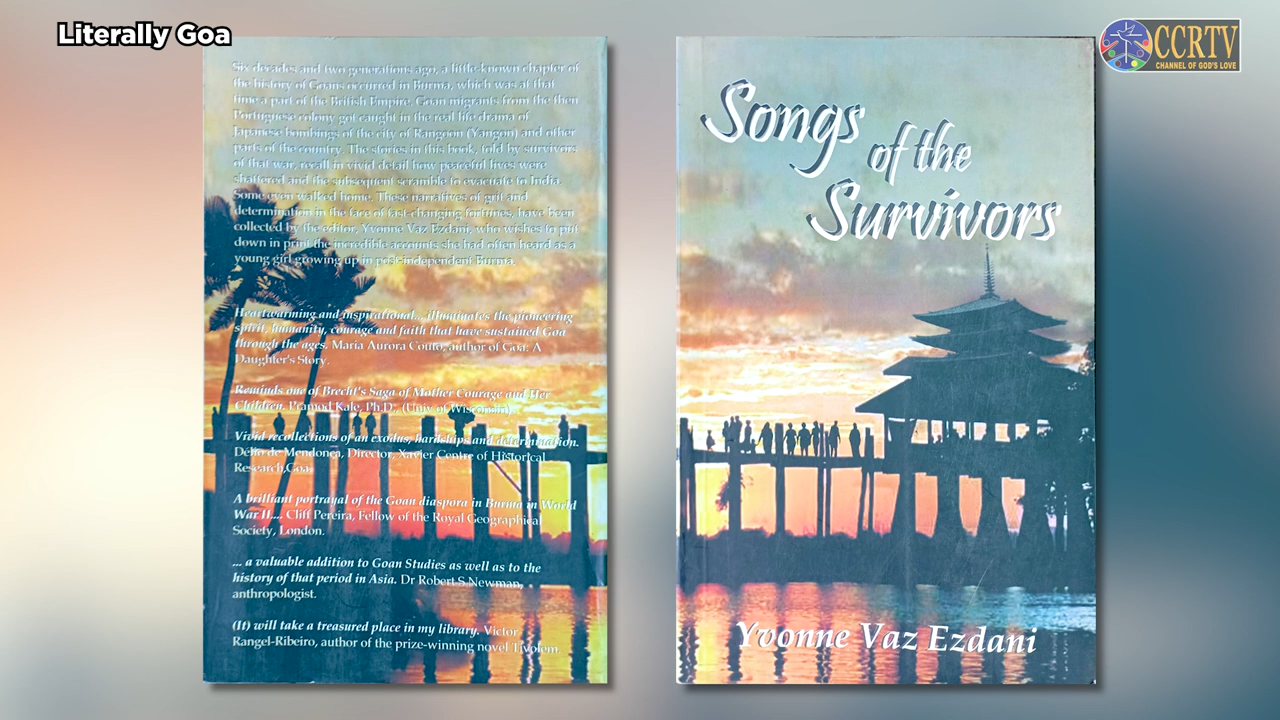 Literally Goa
CCRTV
CHANNEL OF GOD'S LOVE
Six decades and two generations ago, a little-known chapter of
the history of Goans occurred in Burma, which was at that
time a part of the British Empire. Goan migrants from the then
Portuguese colony got caught in the real life drama of
Japanese bombings of the city of Rangoon (Yangon) and other
parts of the country. The stories in this book, told by survivors
of that war, recall in vivid detail how peaceful lives were
shattered and the subsequent scramble to evacuate to India.
Some even walked home. These narratives of grit and
determination in the face of fast-changing fortunes, have been
collected by the editor, Yvonne Vaz Ezdani, who wishes to put
down in print the incredible accounts she had often heard as a
young girl growing up in post-independent Burma.
Heartwarming and inspirational... illuminates the pioneering
spirit, humanity, courage and faith that have sustained Goa
through the ages. Maria Aurora Couto, author of Goa: A
Daughter's Story.
Reminds one of Brecht's Saga of Mother Courage and Her
Children. Pramod Kale, Ph.D., (Univ of Wisconsin).
Vivid recollections of an exodus, hardships and determination.
Délio de Mendonça, Director, Xavier Centre of Historical
Research,Goa.
A brilliant portrayal of the Goan diaspora in Burma in World
War II.... Cliff Pereira, Fellow of the Royal Geographical
Society, London.
... a valuable addition to Goan Studies as well as to the
history of that period in Asia. Dr Robert S.Newman,
anthropologist.
(It) will take a treasured place in my library. Victor
Rangel-Ribeiro, author of the prize-winning novel Tivolem.
Songs
of the
Survivors
Yvonne Vaz Ezdani